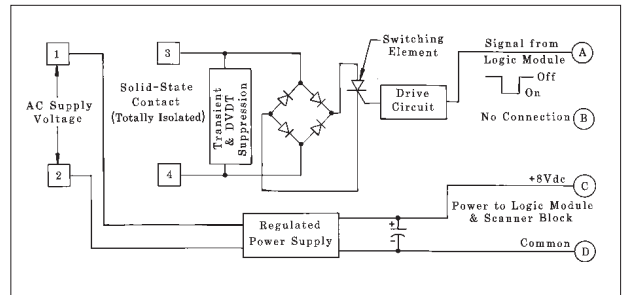 1
AC Supply
Voltage
2
3
Solid-State
Contact
(Totally Isolated)
4
Transient
& DVDT
Suppression
Switching
Element
Drive
Circuit
Signal from
Logic Module
A
Off
On
No Connection
B
+8Vdc
C
Power to Logic Module
& Scanner Block
Regulated
Power Supply
+
-
Common
D